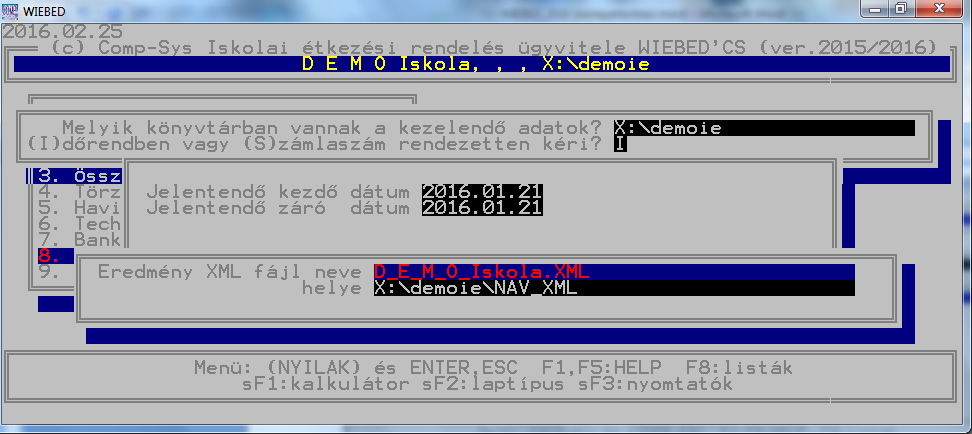 WIEBED
2016.02.25
(c) Comp-Sys Iskolai étkezési rendelés ügyvitele WIEBED'CS (ver.2015/2016)
D E M O Iskola, , , X:\demoie
Melyik könyvtárban vannak a kezelendő adatok? X:\demoie
(I)dőrendben vagy (S)zámlaszám rendezetten kéri? I
3. Össz
4. Törz
Jelentendő kezdő dátum 2016.01.21
5. Havi
Jelentendő záró dátum 2016.01.21
6. Tech
7. Bank
8.
9.
Eredmény XML fájl neve D_E_M_O_Iskola.XML
helye X:\demoie\NAV_XML
Menü: (NYILAK) és ENTER,ESC F1,F5:HELP F8:listák
sF1:kalkulátor sF2:laptípus sF3:nyomtatók